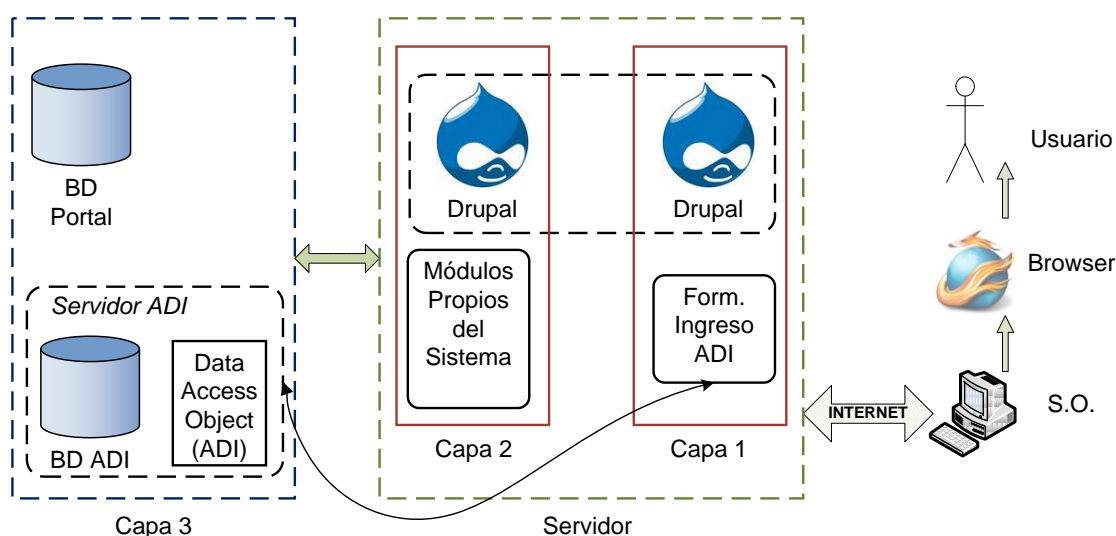 BD
Portal
Servidor ADI
BD ADI
Data
Access
Object
(ADI)
Capa 3
Drupal
Drupal
Módulos
Propios
del
Sistema
Form.
Ingreso
ADI
Capa 2
Capa 1
Servidor
INTERNET
Usuario
Browser
S.O.